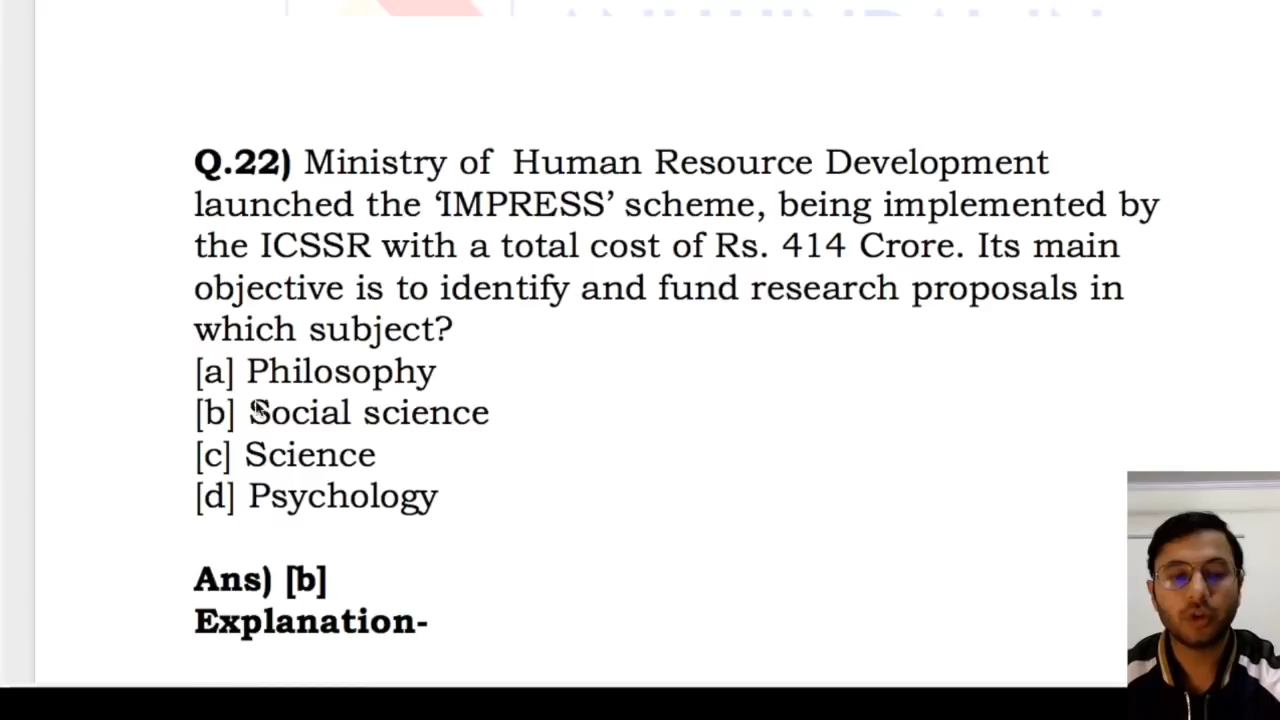 Q.22) Ministry of Human Resource Development
launched the ‘IMPRESS’ scheme, being implemented by
the ICSSR with a total cost of Rs. 414 Crore. Its main
objective is to identify and fund research proposals in
which subject?
[a] Philosophy
[b] Social science
[c] Science
[d] Psychology
Ans) [b]
Explanation-